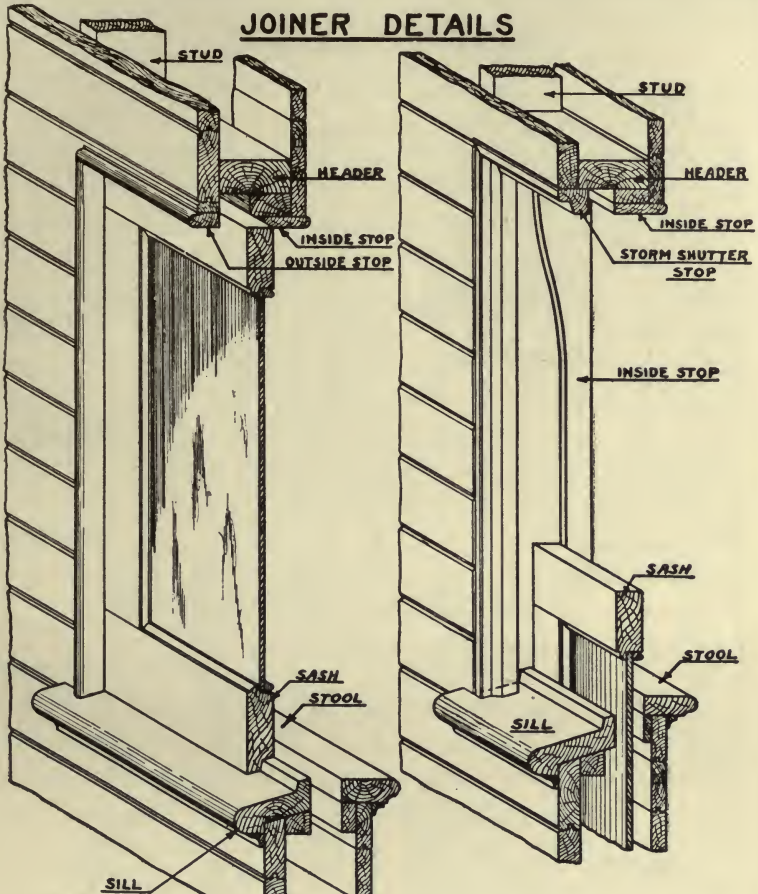 JOINER DETAILS
STUD
HEADER
INSIDE STOP
OUTSIDE STOP
SASH
STOOL
SILL
STUD
HEADER
INSIDE STOP
STORM SHUTTER
STOP
INSIDE STOP
SASH
STOOL
SILL